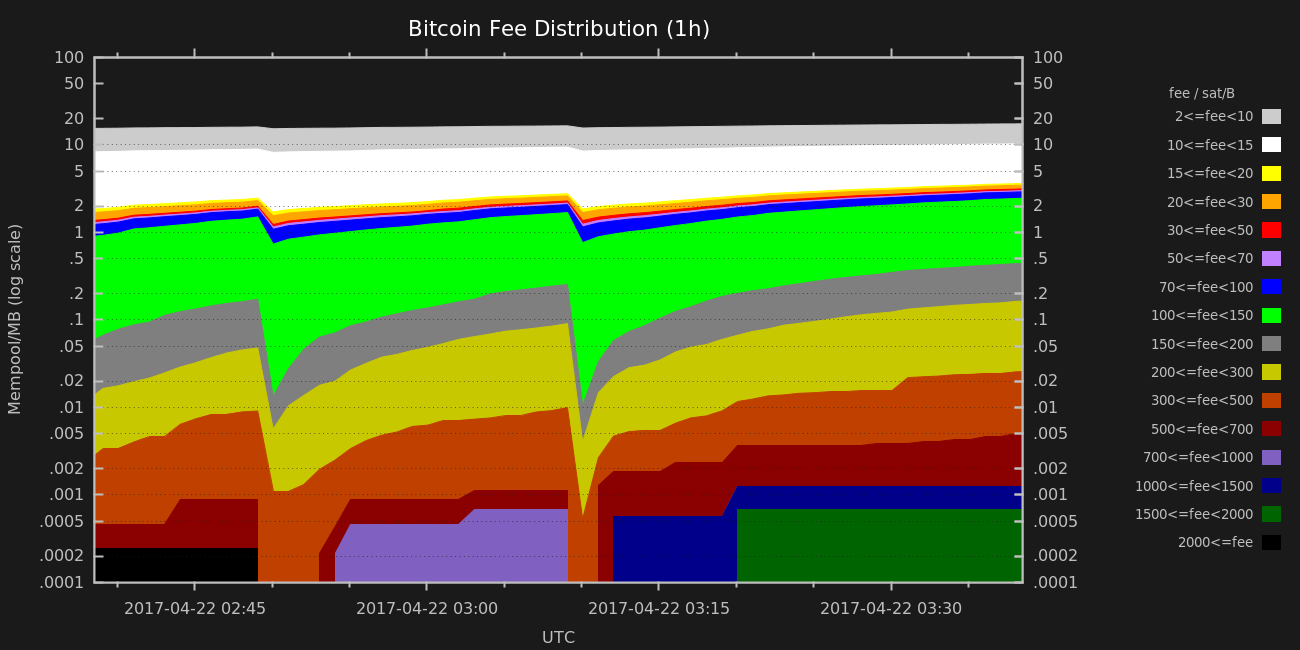 Bitcoin Fee Distribution (1h)
Mempool/MB (log scale)
100
50
20
10
5
2
1
.5
.2
.1
.05
.02
.01
.005
.002
.001
.0005
.0002
.0001
100
50
20
10
5
2
1
.5
.2
.1
.05
.02
.01
.005
.002
.001
.0005
.0002
.0001
2017-04-22 02:45
2017-04-22 03:00
2017-04-22 03:15
2017-04-22 03:30
UTC
fee / sat/B
2<=fee<10
10<=fee<15
15<=fee<20
20<=fee<30
30<=fee<50
50<=fee<70
70<=fee<100
100<=fee<150
150<=fee<200
200<=fee<300
300<=fee<500
500<=fee<700
700<=fee<1000
1000<=fee<1500
1500<=fee<2000
2000<=fee